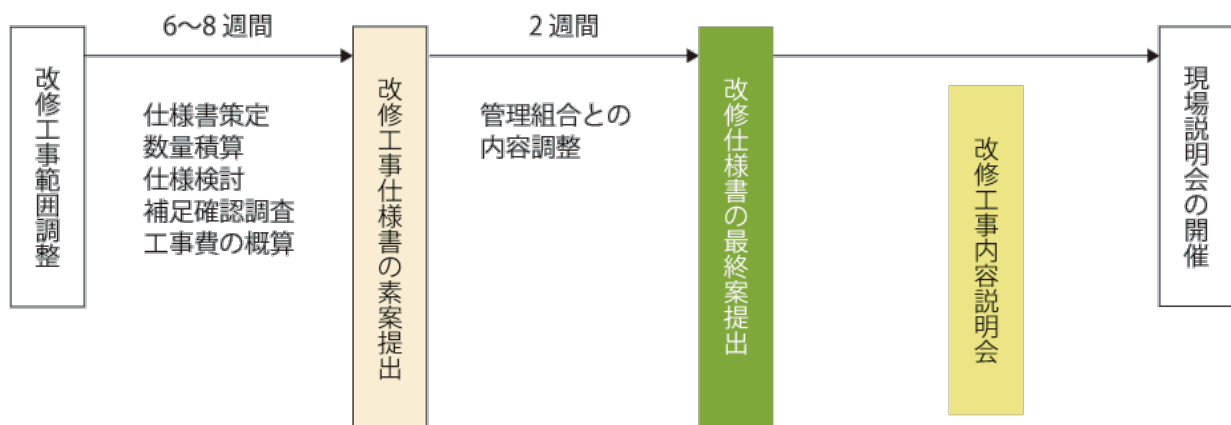 改修工事範囲調整
6〜8 週間
仕様書策定
数量積算
仕様検討
補足確認調査
工事費の概算
改修工事仕様書の素案提出
2 週間
管理組合との
内容調整
改修仕様書の最終案提出
改修工事内容説明会
現場説明会の開催